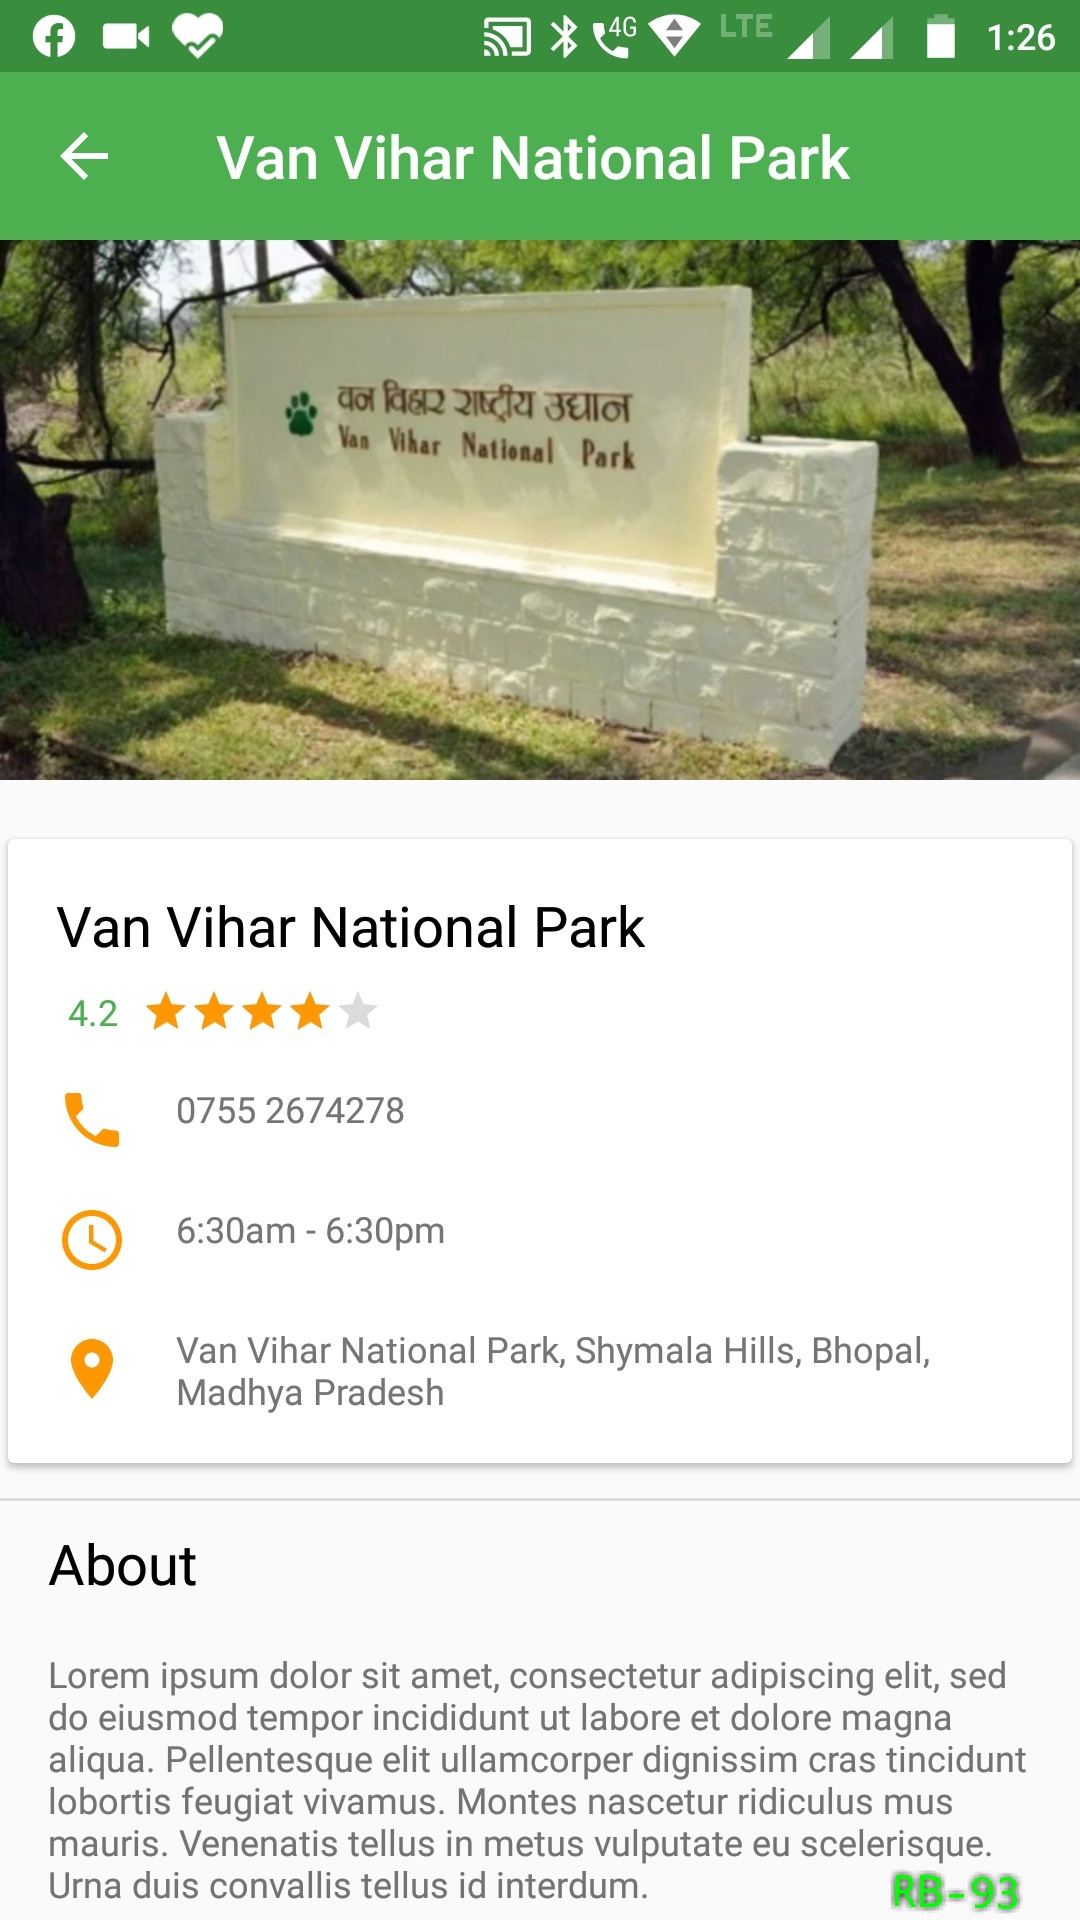 4G
LTE
1:26
Van Vihar National Park
वन विहार राष्ट्रीय उद्यान
Van Vihar National Park
Van Vihar National Park
4.2
0755 2674278
6:30am - 6:30pm
Van Vihar National Park, Shymala Hills, Bhopal,
Madhya Pradesh
About
Lorem ipsum dolor sit amet, consectetur adipiscing elit, sed
do eiusmod tempor incididunt ut labore et dolore magna
aliqua. Pellentesque elit ullamcorper dignissim cras tincidunt
lobortis feugiat vivamus. Montes nascetur ridiculus mus
mauris. Venenatis tellus in metus vulputate eu scelerisque.
Urna duis convallis tellus id interdum.
RB-93